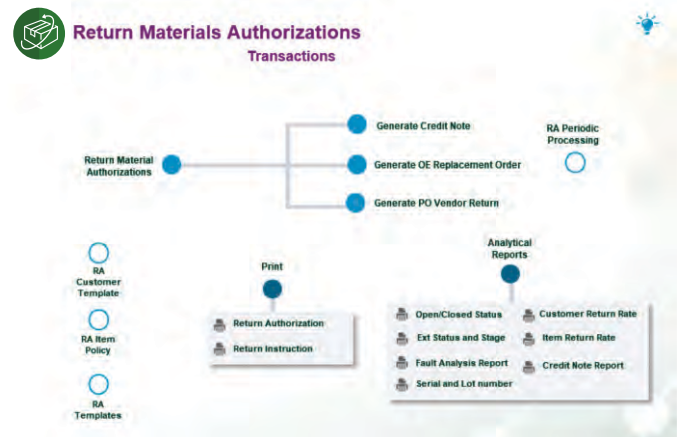 Return Materials Authorizations
Transactions
Generate Credit Note
RA Periodic
Processing
Return Material
Authorizations
Generate OE Replacement Order
Generate PO Vendor Return
RA
Customer
Template
RA Item
Policy
RA
Templates
Print
Return Authorization
Return Instruction
Analytical
Reports
Open/Closed Status
Ext Status and Stage
Fault Analysis Report
Serial and Lot number
Customer Return Rate
Item Return Rate
Credit Note Report